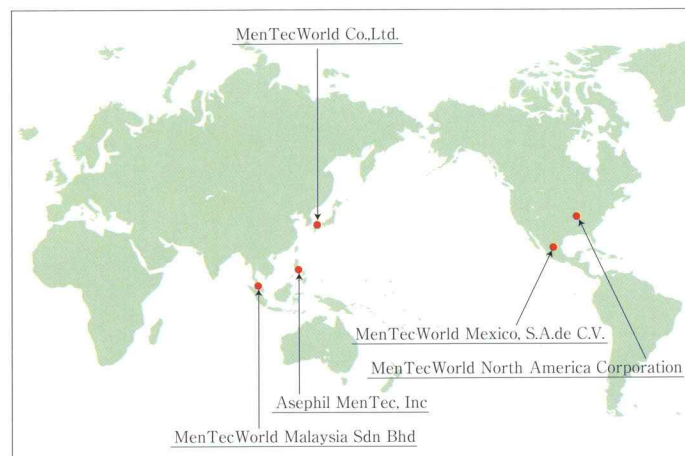 MenTecWorld Co.,Ltd.
MenTecWorld Mexico, S.A.de C.V.
MenTecWorld North America Corporation
Asephil MenTec, Inc
MenTecWorld Malaysia Sdn Bhd